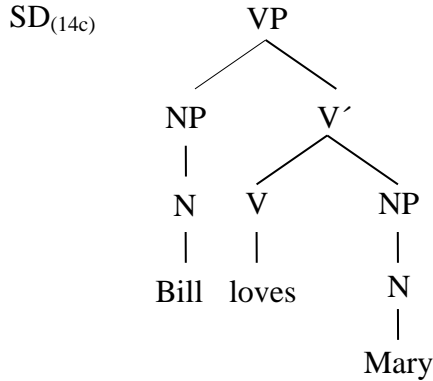 SD(14c) VP
NP V´
N V NP
Bill loves N
Mary